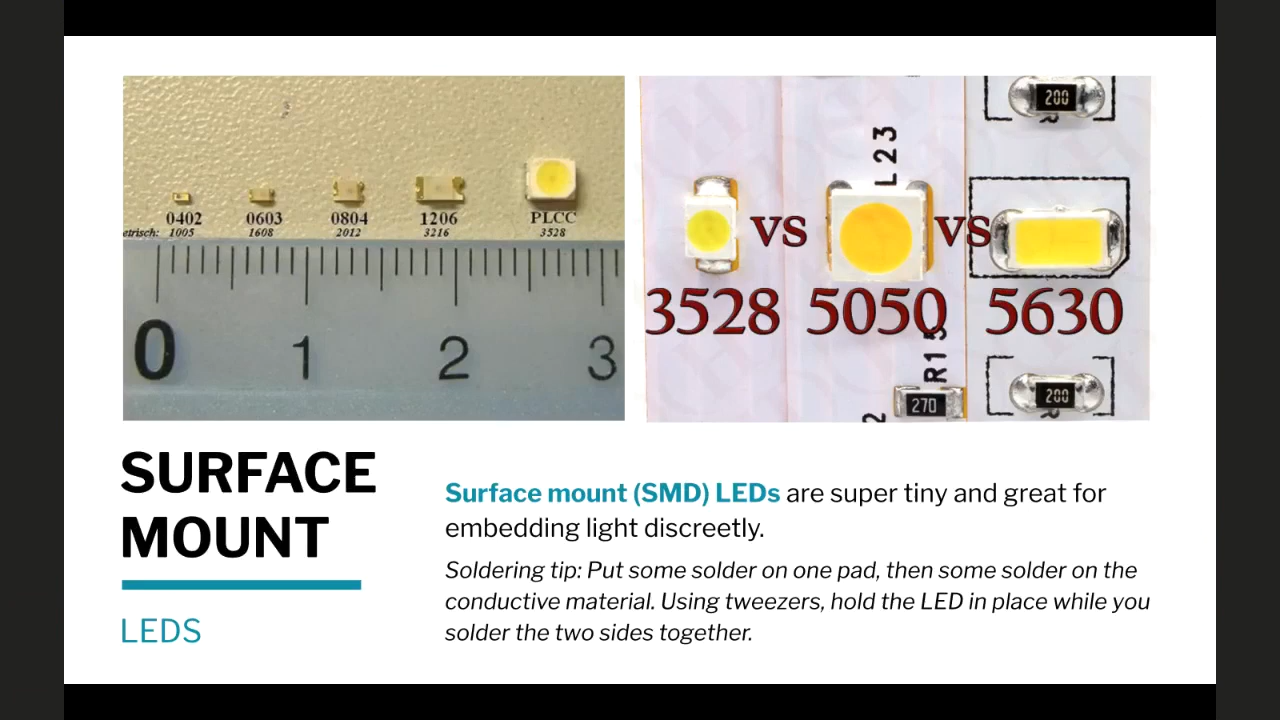 0402 0603 0804 1206 PLCC
etrisch: 1005 1608 2012 3216 3528
0 1 2 3
200
L23
VS VS
3528 5050 5630
R15
270
200
2
SURFACE
MOUNT
LEDS
Surface mount (SMD) LEDs are super tiny and great for
embedding light discreetly.
Soldering tip: Put some solder on one pad, then some solder on the
conductive material. Using tweezers, hold the LED in place while you
solder the two sides together.